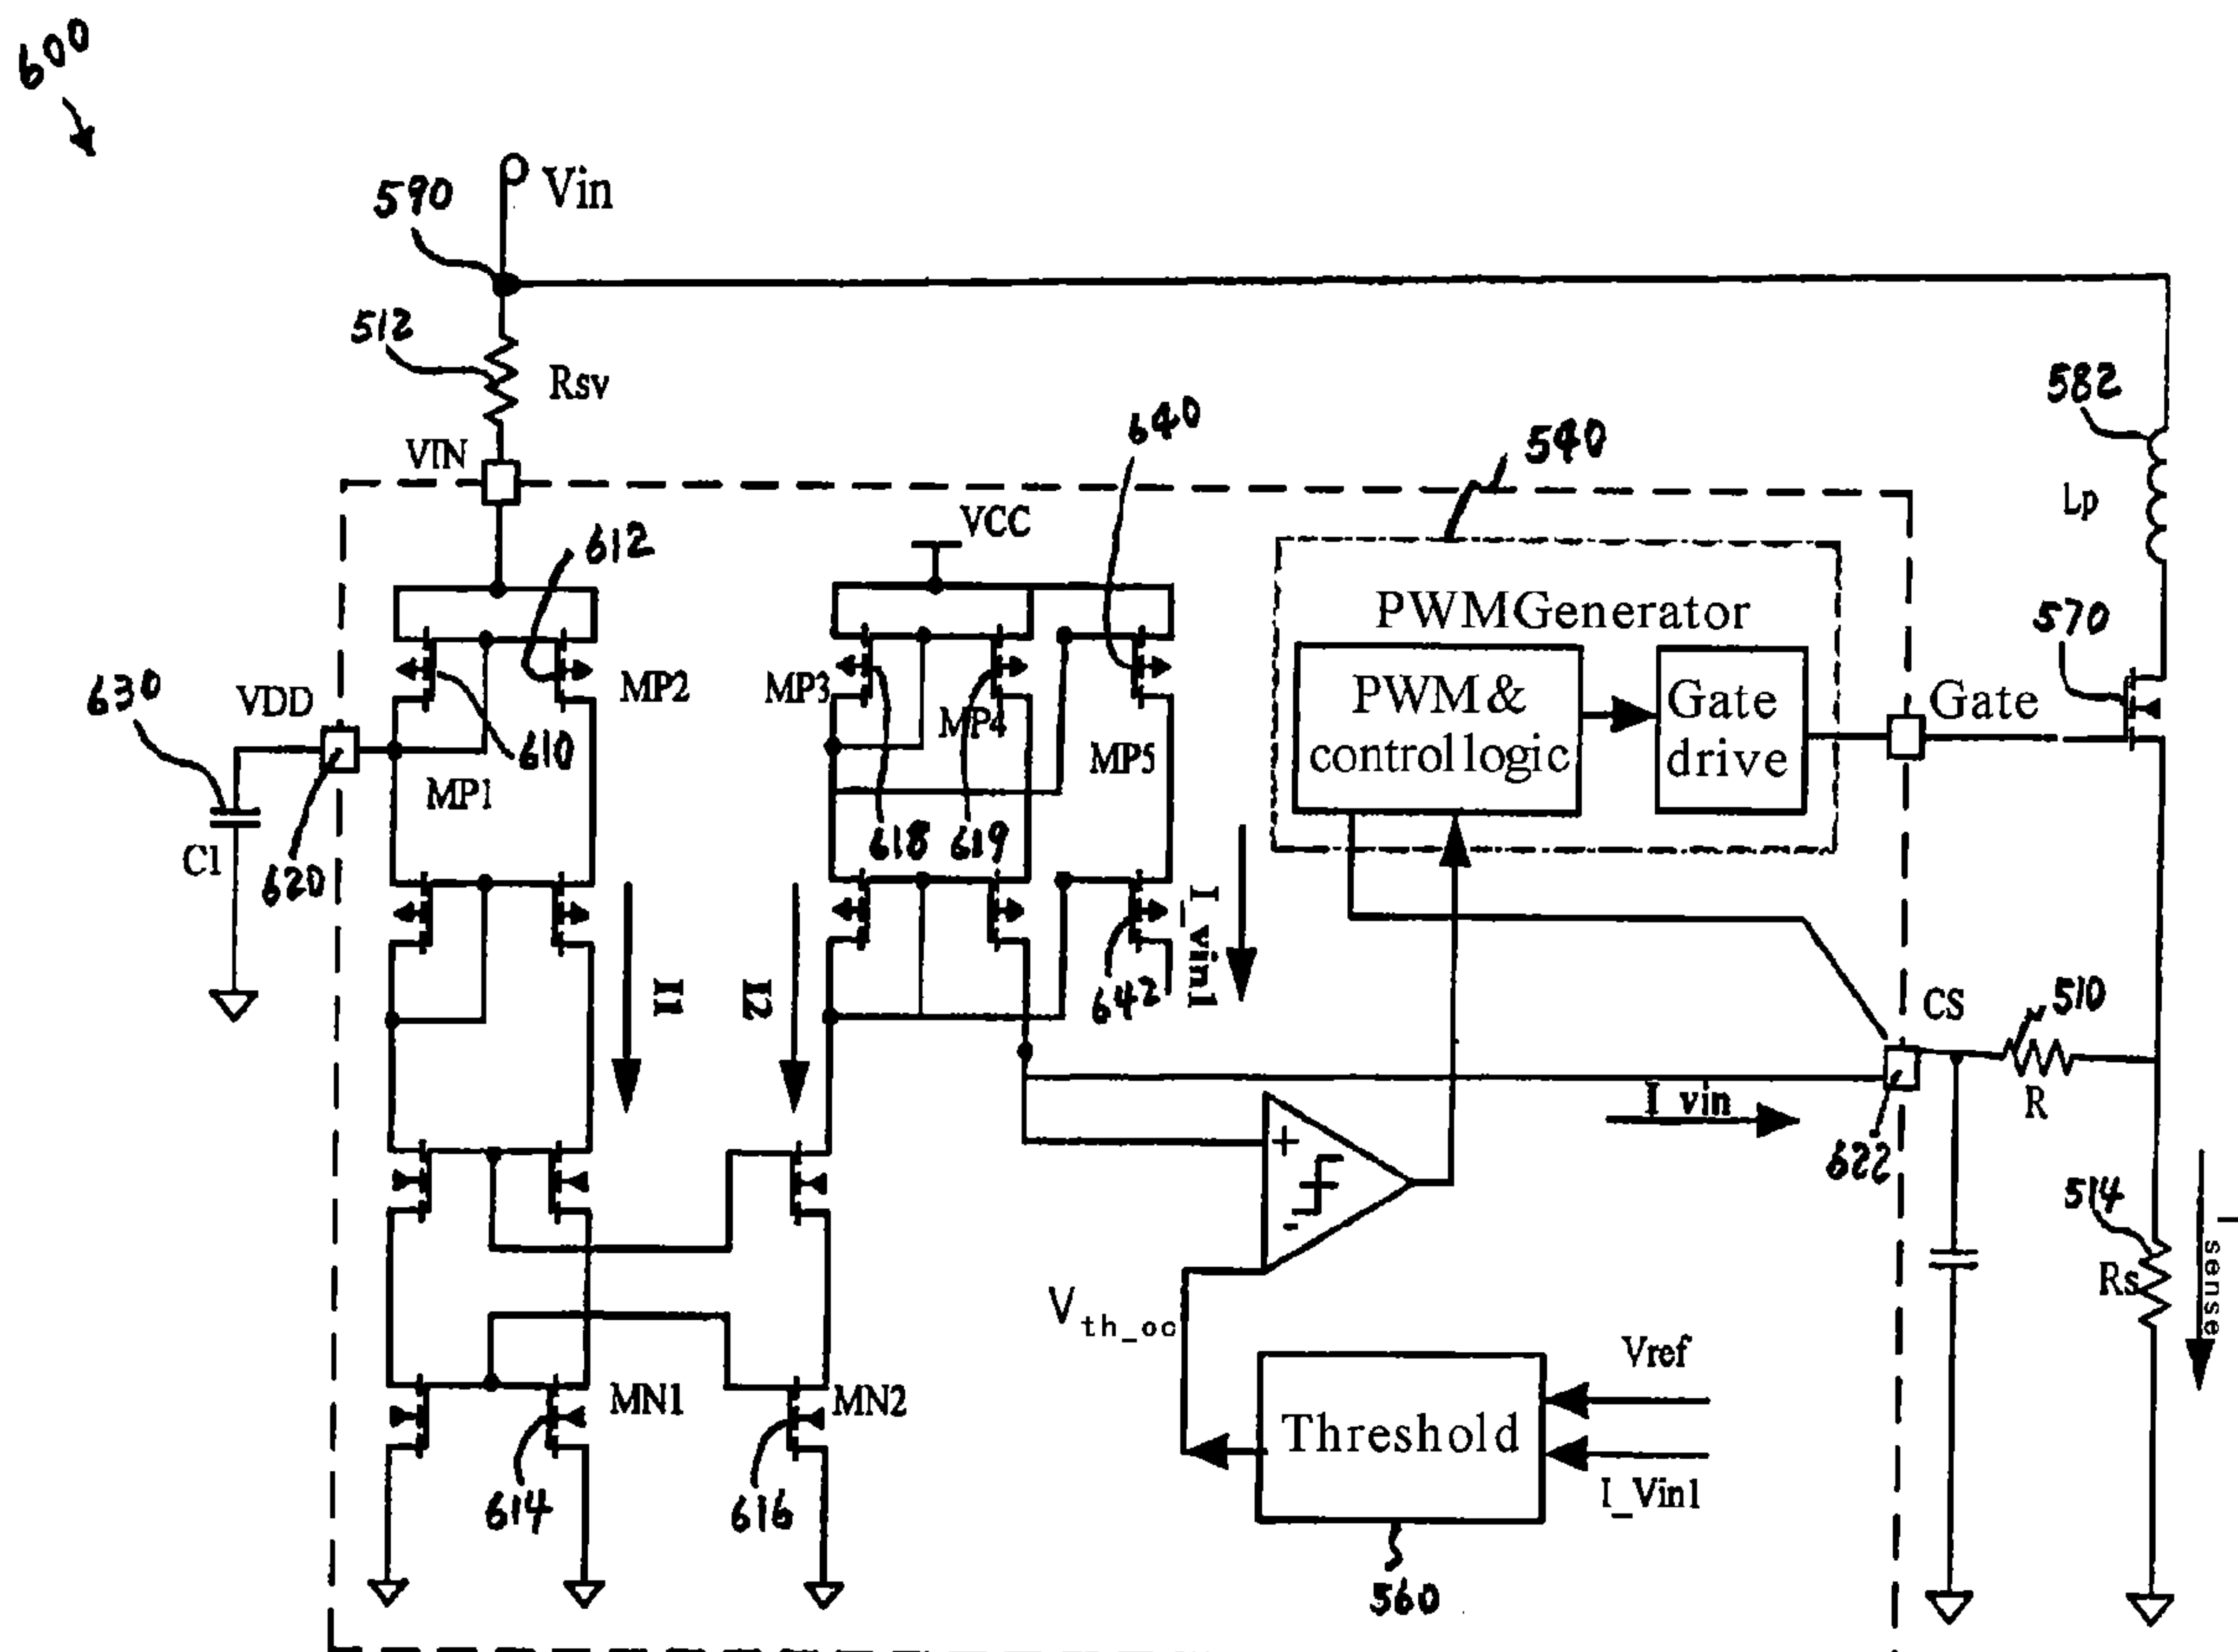 600
590
Vin
512
Rsv
582
640
540
VIN
Lp
VCC
612
PWMGenerator
570
630
VDD
MP2
MP3
PWM &
control logic
Gate
drive
Gate
MP4
610
MP5
MP1
C1
618
619
620
I_vin1
I1
I2
642
CS
510
I_vin
R
622
+
-
514
I_sense
Rs
V_th_oc
Vref
MN1
MN2
Threshold
614
616
I_Vin1
560